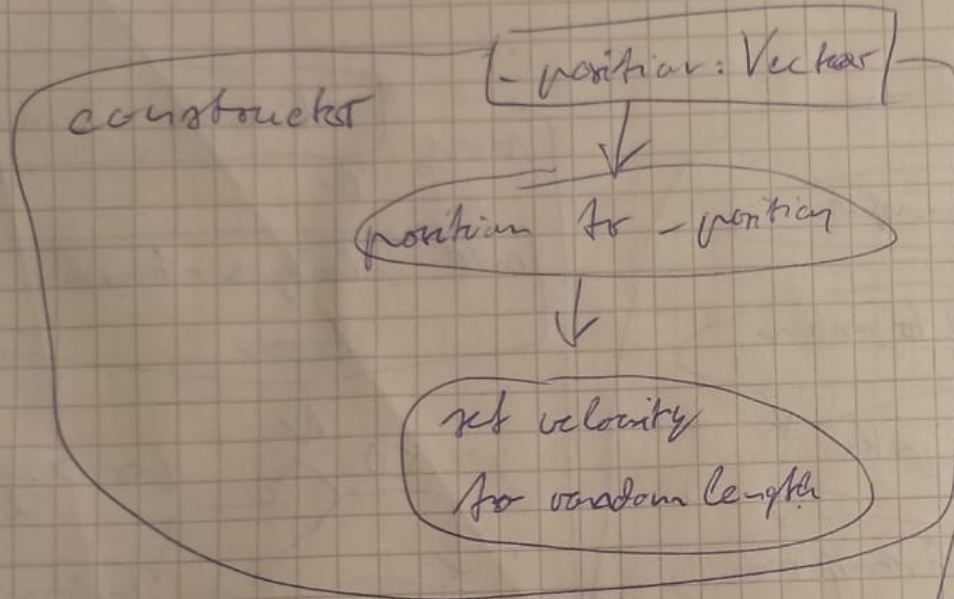 constructor
_position: Vector
position to _position
set velocity
to random length